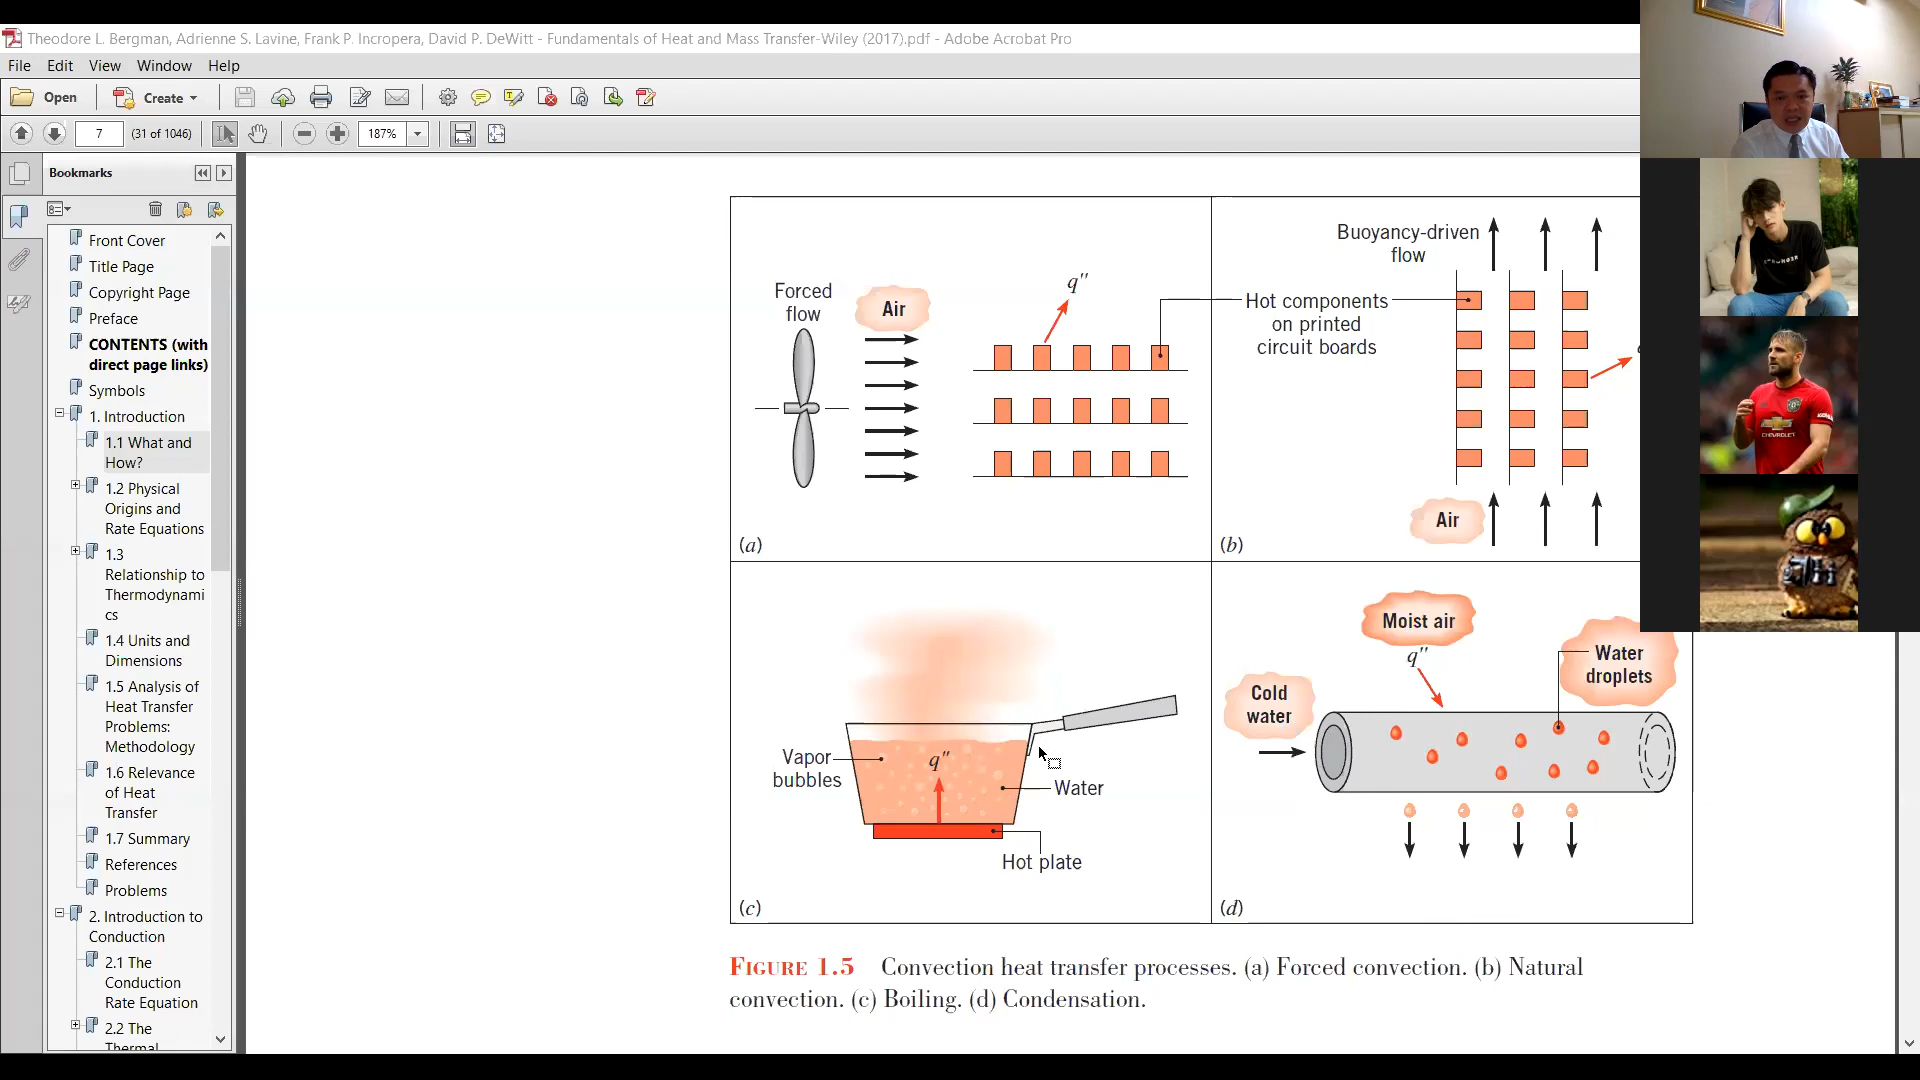 Theodore L. Bergman, Adrienne S. Lavine, Frank P. Incropera, David P. DeWitt - Fundamentals of Heat and Mass Transfer-Wiley (2017).pdf - Adobe Acrobat Pro
File Edit View Window Help
Open Create
7 (31 of 1046) 187%
Bookmarks
Front Cover
Title Page
Copyright Page
Preface
CONTENTS (with
direct page links)
Symbols
1. Introduction
1.1 What and
How?
1.2 Physical
Origins and
Rate Equations
1.3
Relationship to
Thermodynami
cs
1.4 Units and
Dimensions
1.5 Analysis of
Heat Transfer
Problems:
Methodology
1.6 Relevance
of Heat
Transfer
1.7 Summary
References
Problems
2. Introduction to
Conduction
2.1 The
Conduction
Rate Equation
2.2 The
Thermal
Forced
flow
Air
q″
(a)
Buoyancy-driven
flow
Hot components
on printed
circuit boards
Air
(b)
Vapor
bubbles
q″
Water
Hot plate
(c)
Moist air
q″
Cold
water
Water
droplets
(d)
FIGURE 1.5 Convection heat transfer processes. (a) Forced convection. (b) Natural
convection. (c) Boiling. (d) Condensation.
CHEVROLET